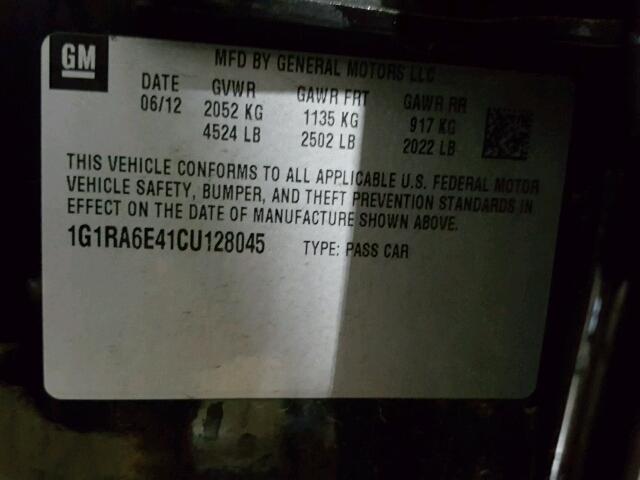 GM
MFD BY GENERAL MOTORS LLC
DATE GVWR GAWR FRT GAWR RR
06/12 2052 KG 1135 KG 917 KG
4524 LB 2502 LB 2022 LB
THIS VEHICLE CONFORMS TO ALL APPLICABLE U.S. FEDERAL MOTOR
VEHICLE SAFETY, BUMPER, AND THEFT PREVENTION STANDARDS IN
EFFECT ON THE DATE OF MANUFACTURE SHOWN ABOVE.
1G1RA6E41CU128045 TYPE: PASS CAR